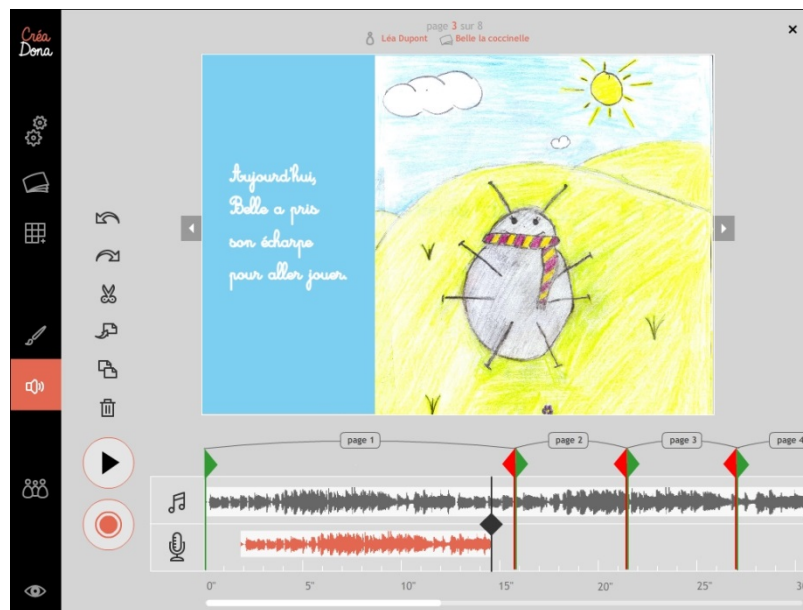 Créa
Dona
page 3 sur 8
Léa Dupont Belle la coccinelle
Aujourd'hui,
Belle a pris
son écharpe
pour aller jouer.
page 1 page 2 page 3 page 4
0" 5" 10" 15" 20" 25"